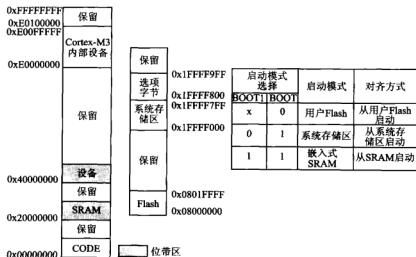 0xFFFFFFFF
保留
0xE0100000
0xE00FFFFF
Cortex-M3
内部设备
0xE0000000
保留
设备
0x40000000
保留
SRAM
0x20000000
保留
CODE
0x00000000
位带区
保留
0x1FFFF9FF
选项
字节
0x1FFFF800
0x1FFFF7FF
系统存
储区
0x1FFFF000
保留
0x0801FFFF
Flash
0x08000000
启动模式
选择
启动模式
对齐方式
BOOT1 BOOT
x 0 用户Flash 从用户Flash
启动
0 1 系统存储区 从系统存
储区启动
1 1 嵌入式
SRAM 从SRAM启动